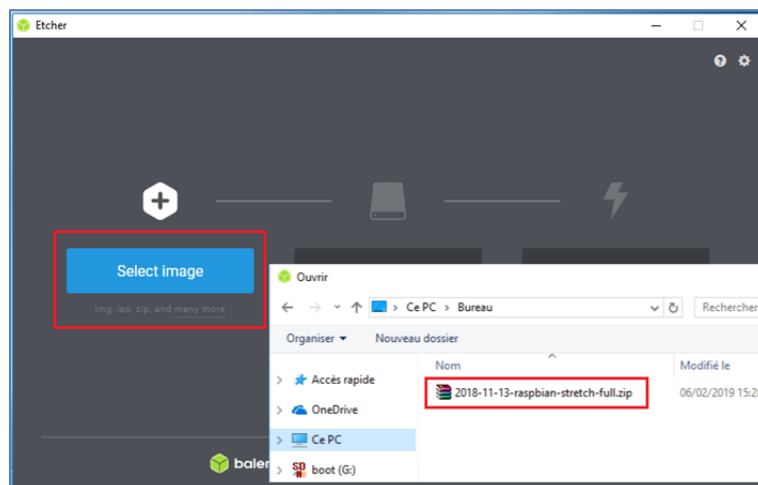 Etcher
Select image
img, iso, zip, and many more
Ouvrir
Ce PC > Bureau
Rechercher
Organiser
Nouveau dossier
Nom
Modifié le
Accès rapide
2018-11-13-raspbian-stretch-full.zip
06/02/2019 15:2
OneDrive
Ce PC
SD
boot (G:)
balen